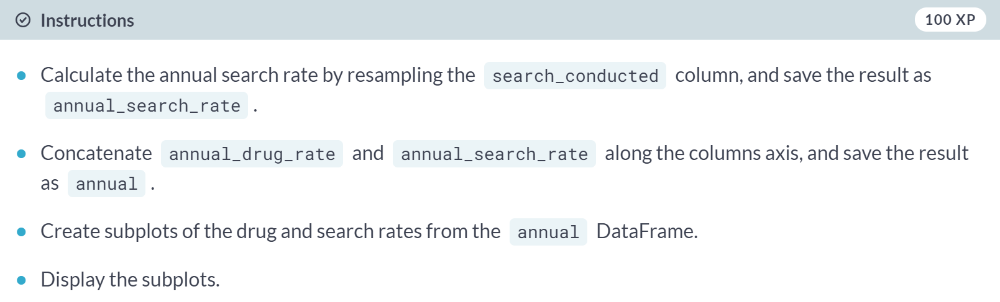 Instructions
100 XP
Calculate the annual search rate by resampling the search_conducted column, and save the result as
annual_search_rate .
Concatenate annual_drug_rate and annual_search_rate along the columns axis, and save the result
as annual .
Create subplots of the drug and search rates from the annual DataFrame.
Display the subplots.